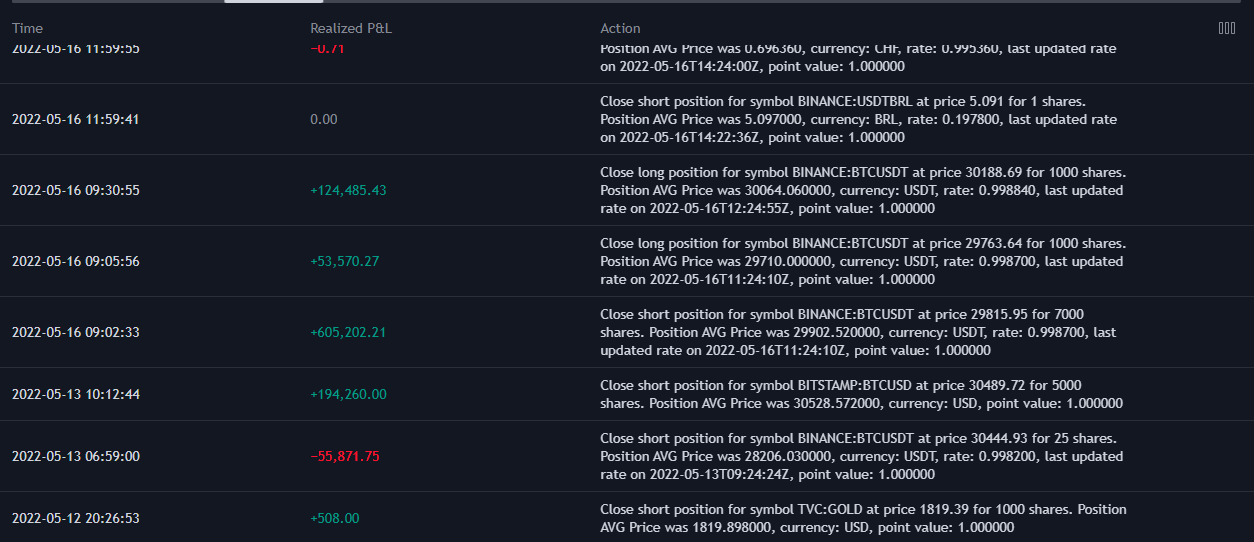 Time Realized P&L Action
2022-05-16 11:59:55 −0.71 Position AVG Price was 0.696360, currency: CHF, rate: 0.995360, last updated rate
on 2022-05-16T14:24:00Z, point value: 1.000000
Close short position for symbol BINANCE:USDTBRL at price 5.091 for 1 shares.
2022-05-16 11:59:41 0.00 Position AVG Price was 5.097000, currency: BRL, rate: 0.197800, last updated rate
on 2022-05-16T14:22:36Z, point value: 1.000000
Close long position for symbol BINANCE:BTCUSDT at price 30188.69 for 1000 shares.
2022-05-16 09:30:55 +124,485.43 Position AVG Price was 30064.060000, currency: USDT, rate: 0.998840, last updated
rate on 2022-05-16T12:24:55Z, point value: 1.000000
Close long position for symbol BINANCE:BTCUSDT at price 29763.64 for 1000 shares.
2022-05-16 09:05:56 +53,570.27 Position AVG Price was 29710.000000, currency: USDT, rate: 0.998700, last updated
rate on 2022-05-16T11:24:10Z, point value: 1.000000
Close short position for symbol BINANCE:BTCUSDT at price 29815.95 for 7000
2022-05-16 09:02:33 +605,202.21 shares. Position AVG Price was 29902.520000, currency: USDT, rate: 0.998700, last
updated rate on 2022-05-16T11:24:10Z, point value: 1.000000
Close short position for symbol BITSTAMP:BTCUSD at price 30489.72 for 5000
2022-05-13 10:12:44 +194,260.00 shares. Position AVG Price was 30528.572000, currency: USD, point value: 1.000000
Close short position for symbol BINANCE:BTCUSDT at price 30444.93 for 25 shares.
2022-05-13 06:59:00 −55,871.75 Position AVG Price was 28206.030000, currency: USDT, rate: 0.998200, last updated
rate on 2022-05-13T09:24:24Z, point value: 1.000000
Close short position for symbol TVC:GOLD at price 1819.39 for 1000 shares. Position
2022-05-12 20:26:53 +508.00 AVG Price was 1819.898000, currency: USD, point value: 1.000000